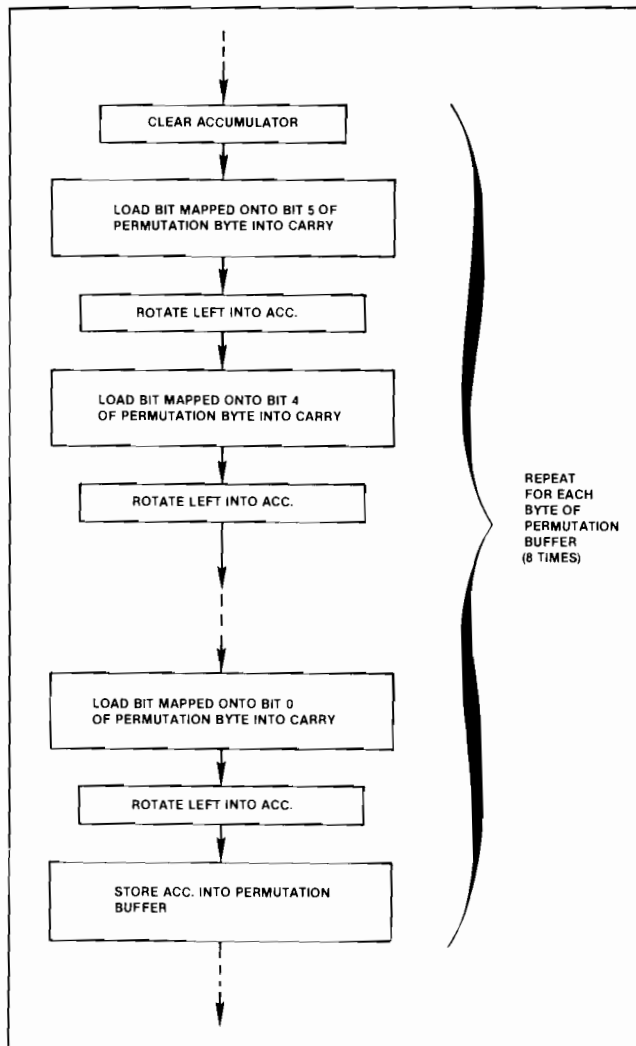 CLEAR ACCUMULATOR
LOAD BIT MAPPED ONTO BIT 5 OF
PERMUTATION BYTE INTO CARRY
ROTATE LEFT INTO ACC.
LOAD BIT MAPPED ONTO BIT 4
OF PERMUTATION BYTE INTO CARRY
ROTATE LEFT INTO ACC.
LOAD BIT MAPPED ONTO BIT 0
OF PERMUTATION BYTE INTO CARRY
ROTATE LEFT INTO ACC.
STORE ACC. INTO PERMUTATION
BUFFER
REPEAT
FOR EACH
BYTE OF
PERMUTATION
BUFFER
(8 TIMES)